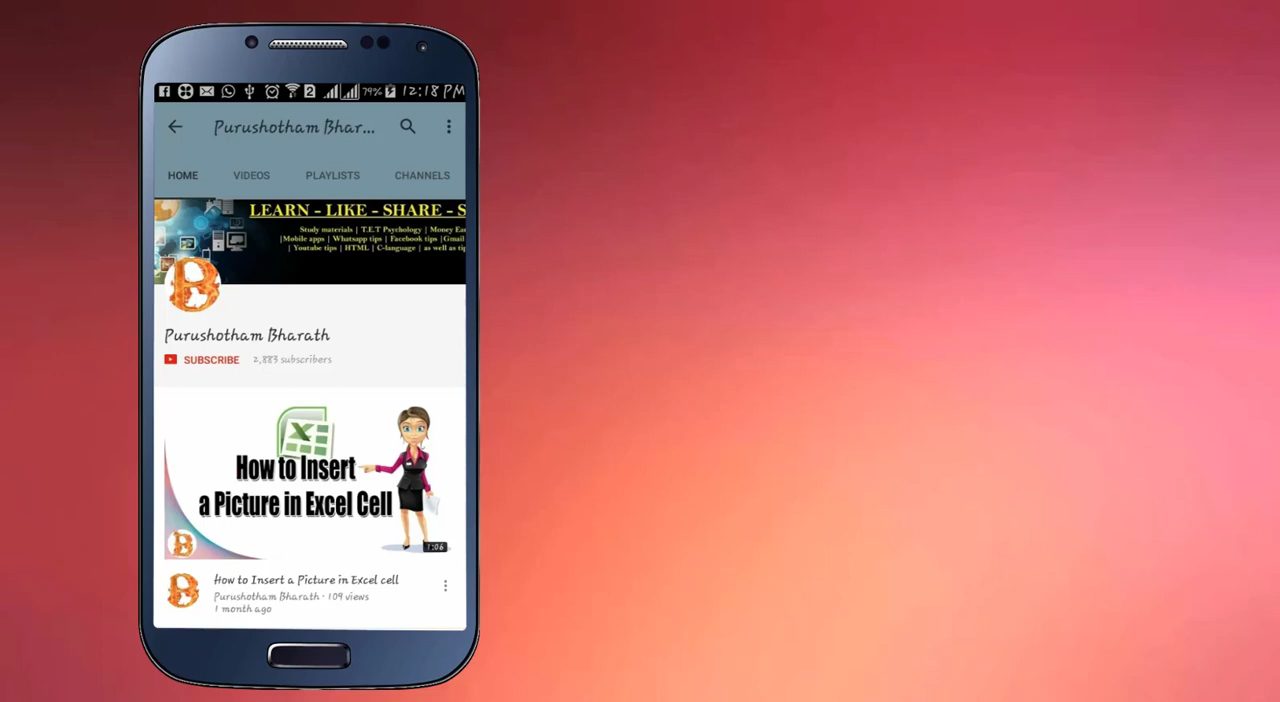 2 79% 12:18 PM
Purushotham Bhar...
HOME VIDEOS PLAYLISTS CHANNELS
LEARN - LIKE - SHARE - S
Study materials | T.E.T Psychology | Money Ea
|Mobile apps | Whatsapp tips | Facebook tips |Gmail
| Youtube tips | HTML | C-language | as well as tip
B
Purushotham Bharath
SUBSCRIBE 2,883 subscribers
How to Insert
a Picture in Excel Cell
B
1:06
B
How to Insert a Picture in Excel cell
Purushotham Bharath · 109 views
1 month ago